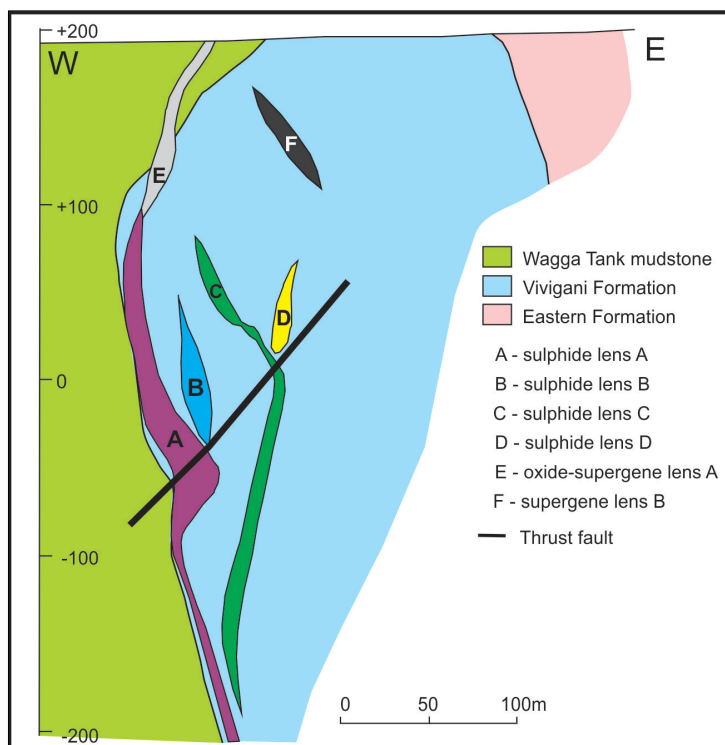 +200
W
E
F
E
+100
C
D
0
B
A
-100
-200
Wagga Tank mudstone
Vivigani Formation
Eastern Formation
A - sulphide lens A
B - sulphide lens B
C - sulphide lens C
D - sulphide lens D
E - oxide-supergene lens A
F - supergene lens B
Thrust fault
0 50 100m